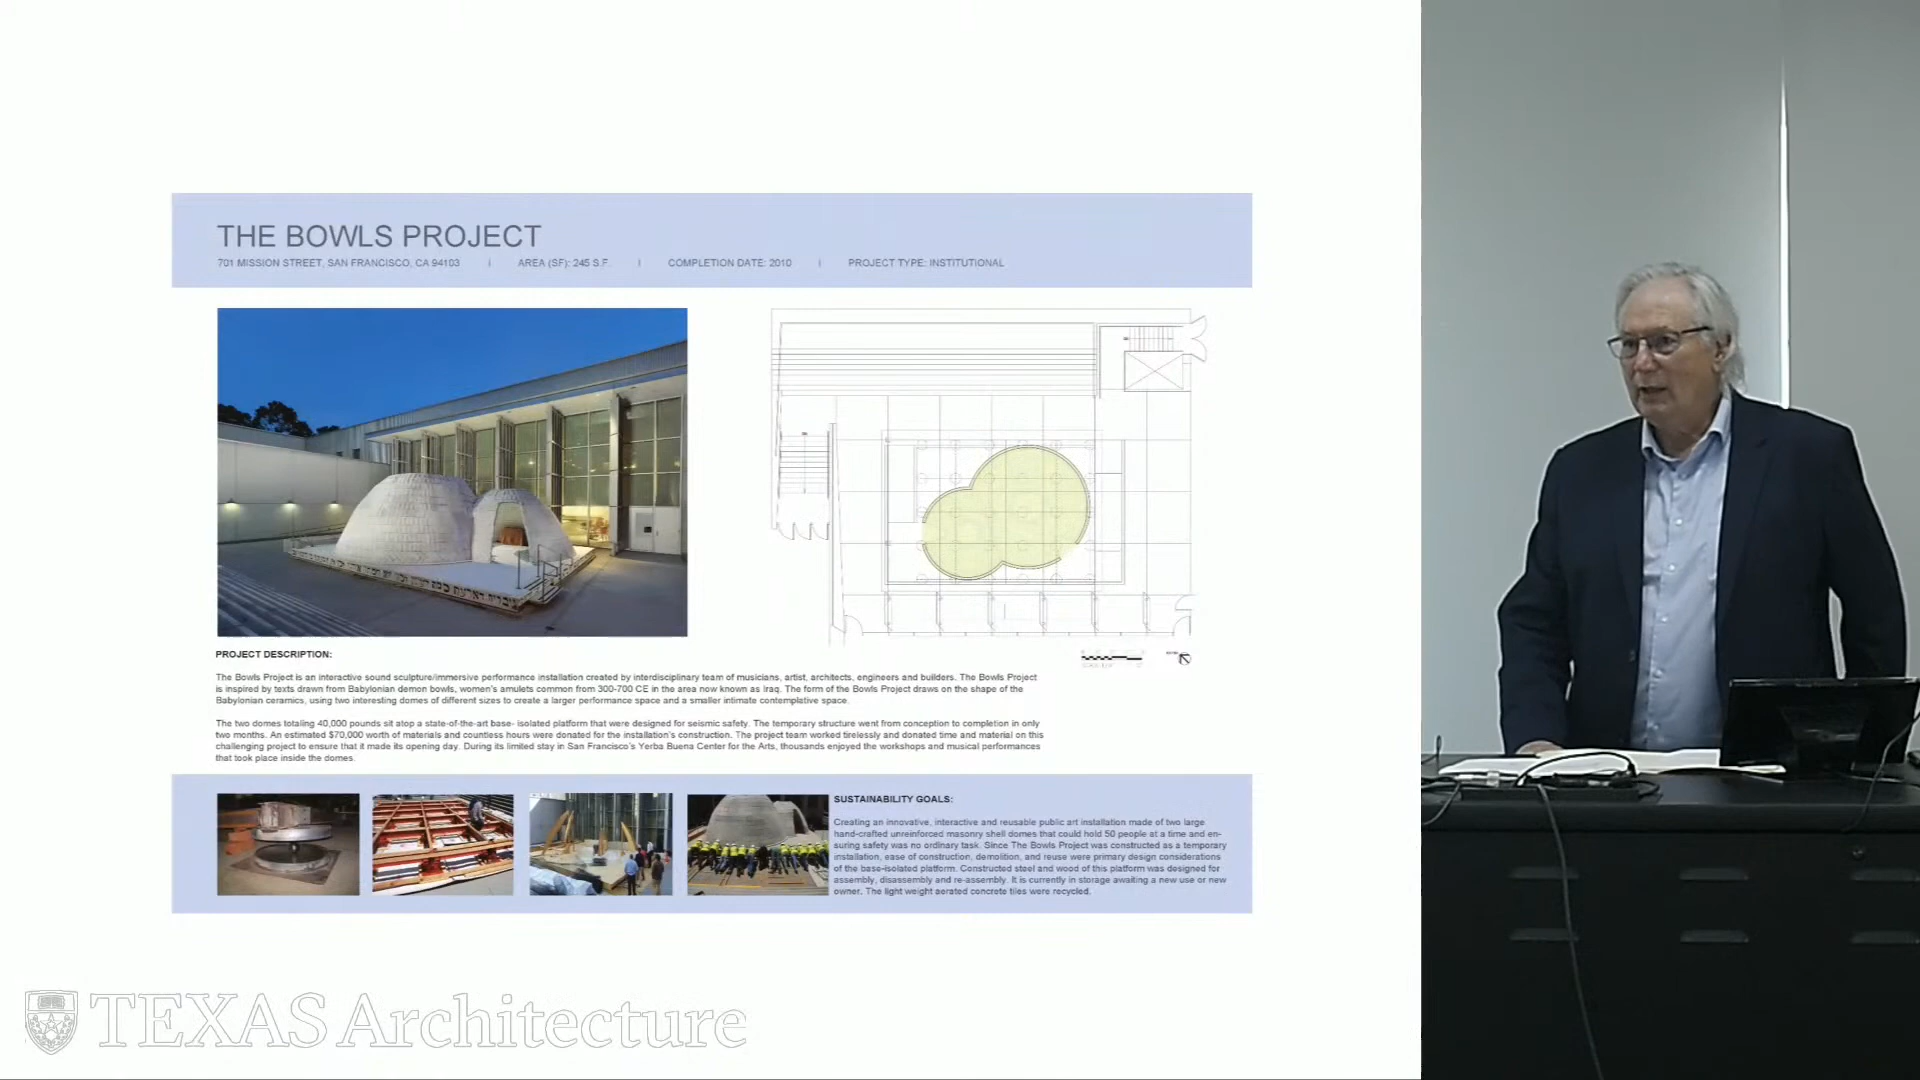 THE BOWLS PROJECT
701 MISSION STREET, SAN FRANCISCO, CA 94103 | AREA (SF): 245 S.F. | COMPLETION DATE: 2010 | PROJECT TYPE: INSTITUTIONAL
PROJECT DESCRIPTION:
The Bowls Project is an interactive sound sculpture/immersive performance installation created by interdisciplinary team of musicians, artist, architects, engineers and builders. The Bowls Project
is inspired by texts drawn from Babylonian demon bowls, women's amulets common from 300-700 CE in the area now known as Iraq. The form of the Bowls Project draws on the shape of the
Babylonian ceramics, using two interesting domes of different sizes to create a larger performance space and a smaller intimate contemplative space.
The two domes totaling 40,000 pounds sit atop a state-of-the-art base- isolated platform that were designed for seismic safety. The temporary structure went from conception to completion in only
two months. An estimated $70,000 worth of materials and countless hours were donated for the installation's construction. The project team worked tirelessly and donated time and material on this
challenging project to ensure that it made its opening day. During its limited stay in San Francisco's Yerba Buena Center for the Arts, thousands enjoyed the workshops and musical performances
that took place inside the domes.
SUSTAINABILITY GOALS:
Creating an innovative, interactive and reusable public art installation made of two large
hand-crafted unreinforced masonry shell domes that could hold 50 people at a time and en-
suring safety was no ordinary task. Since The Bowls Project was constructed as a temporary
installation, ease of construction, demolition, and reuse were primary design considerations
of the base-isolated platform. Constructed steel and wood of this platform was designed for
assembly, disassembly and re-assembly. It is currently in storage awaiting a new use or new
owner. The light weight aerated concrete tiles were recycled.
TEXAS Architecture